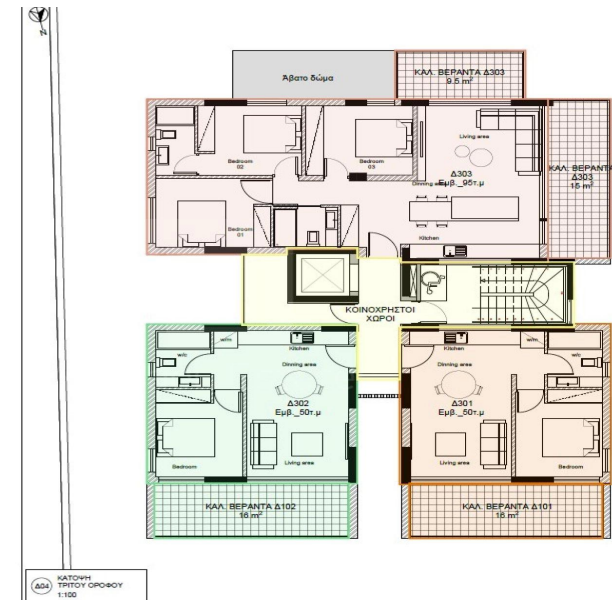 N
Άβατο δώμα
ΚΑΛ. ΒΕΡΑΝΤΑ Δ303
9.5 m²
Bedroom
02
Bedroom
03
Living area
Δ303
Εμβ._95τ.μ
Dinning area
ΚΑΛ. ΒΕΡΑΝΤΑ
Δ303
15 m²
Bedroom
01
Kitchen
ΚΟΙΝΟΧΡΗΣΤΟΙ
ΧΩΡΟΙ
w/c
w/m
Kitchen
Dinning area
Δ302
Εμβ._50τ.μ
Bedroom
Living area
Kitchen
w/m
w/c
Dinning area
Δ301
Εμβ._50τ.μ
Living area
Bedroom
ΚΑΛ. ΒΕΡΑΝΤΑ Δ102
16 m²
ΚΑΛ. ΒΕΡΑΝΤΑ Δ101
16 m²
Δ04
ΚΑΤΟΨΗ
ΤΡΙΤΟΥ ΟΡΟΦΟΥ
1:100